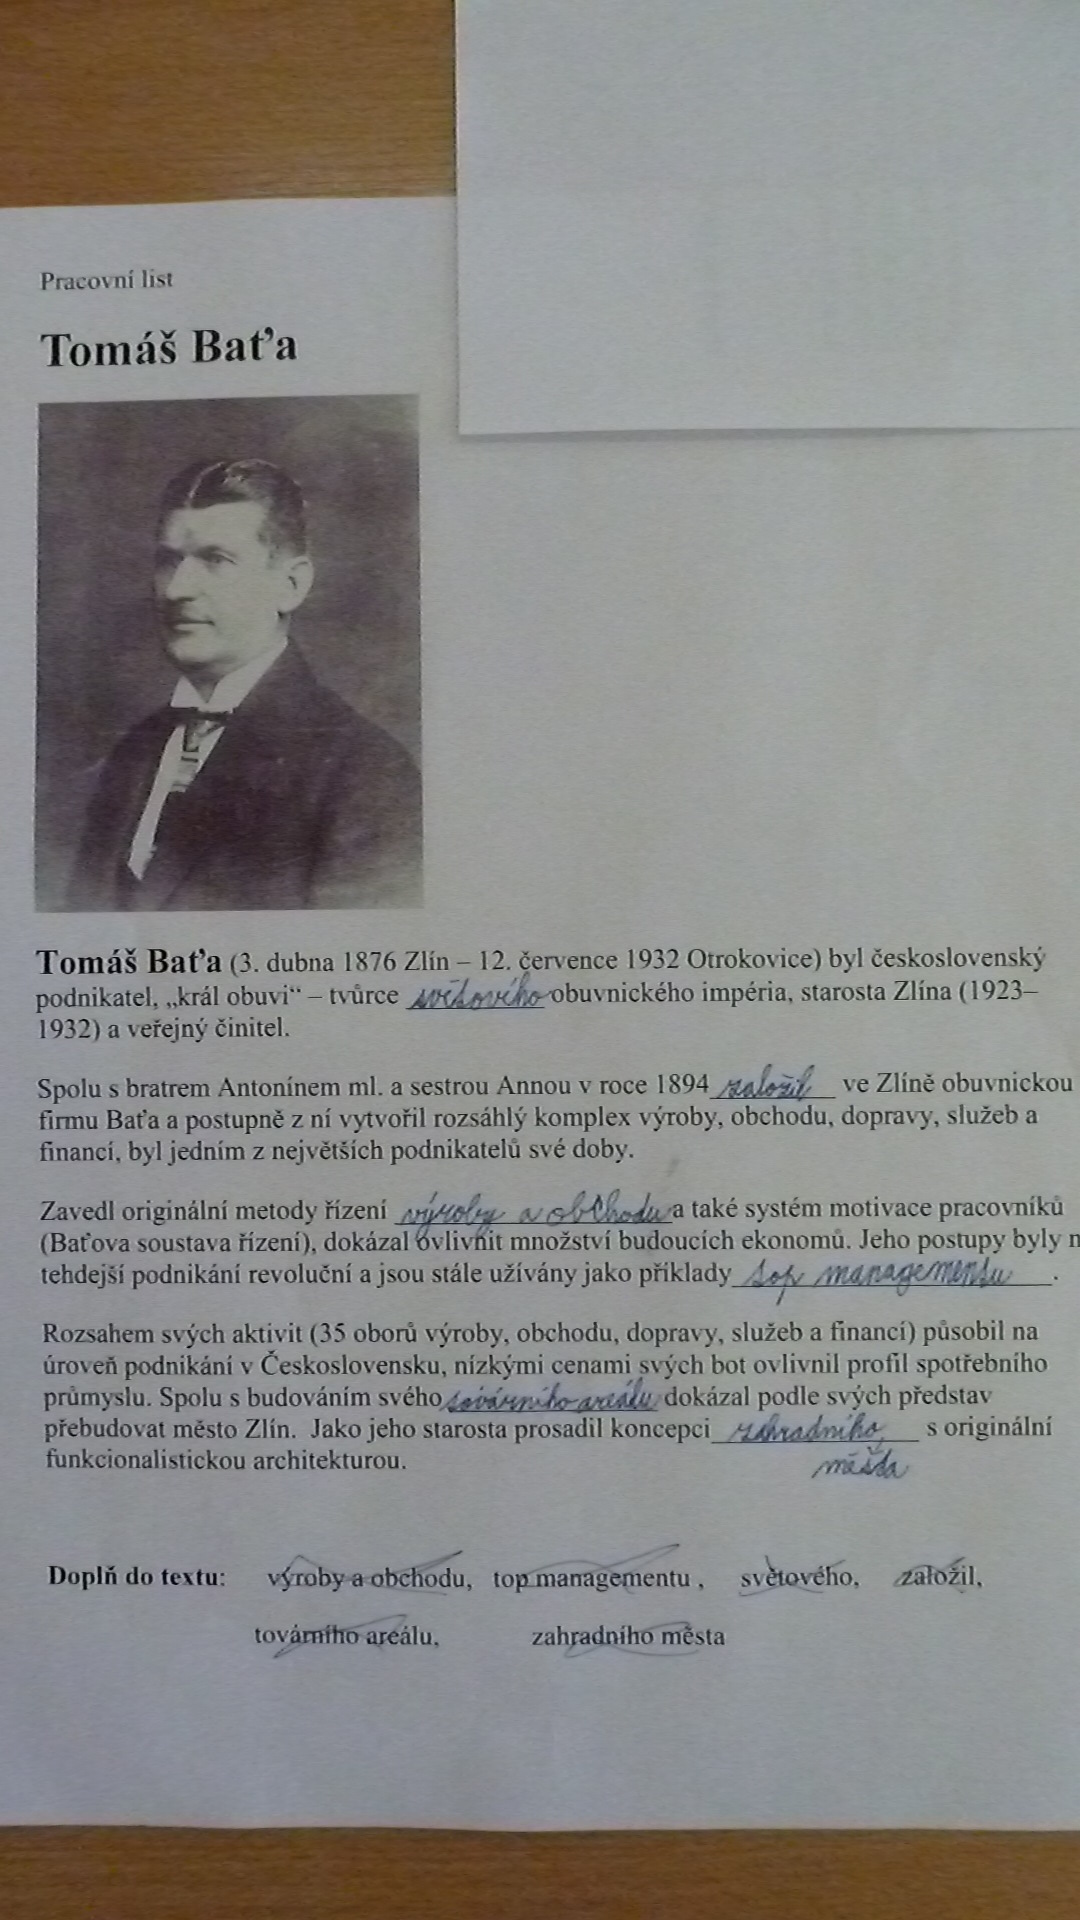 Pracovní list
Tomáš Baťa
Tomáš Baťa (3. dubna 1876 Zlín – 12. července 1932 Otrokovice) byl československý
podnikatel, „král obuvi“ – tvůrce světového obuvnického impéria, starosta Zlína (1923–
1932) a veřejný činitel.
Spolu s bratrem Antonínem ml. a sestrou Annou v roce 1894 založil ve Zlíně obuvnickou
firmu Baťa a postupně z ní vytvořil rozsáhlý komplex výroby, obchodu, dopravy, služeb a
financí, byl jedním z největších podnikatelů své doby.
Zavedl originální metody řízení výroby a obchodu a také systém motivace pracovníků
(Baťova soustava řízení), dokázal ovlivnit množství budoucích ekonomů. Jeho postupy byly
tehdejší podnikání revoluční a jsou stále užívány jako příklady top managementu.
Rozsahem svých aktivit (35 oborů výroby, obchodu, dopravy, služeb a financí) působil na
úroveň podnikání v Československu, nízkými cenami svých bot ovlivnil profil spotřebního
průmyslu. Spolu s budováním svého továrního areálu dokázal podle svých představ
přebudovat město Zlín. Jako jeho starosta prosadil koncepci zahradního s originální
města
funkcionalistickou architekturou.
Doplň do textu: výroby a obchodu, top managementu , světového, založil,
továrního areálu, zahradního města